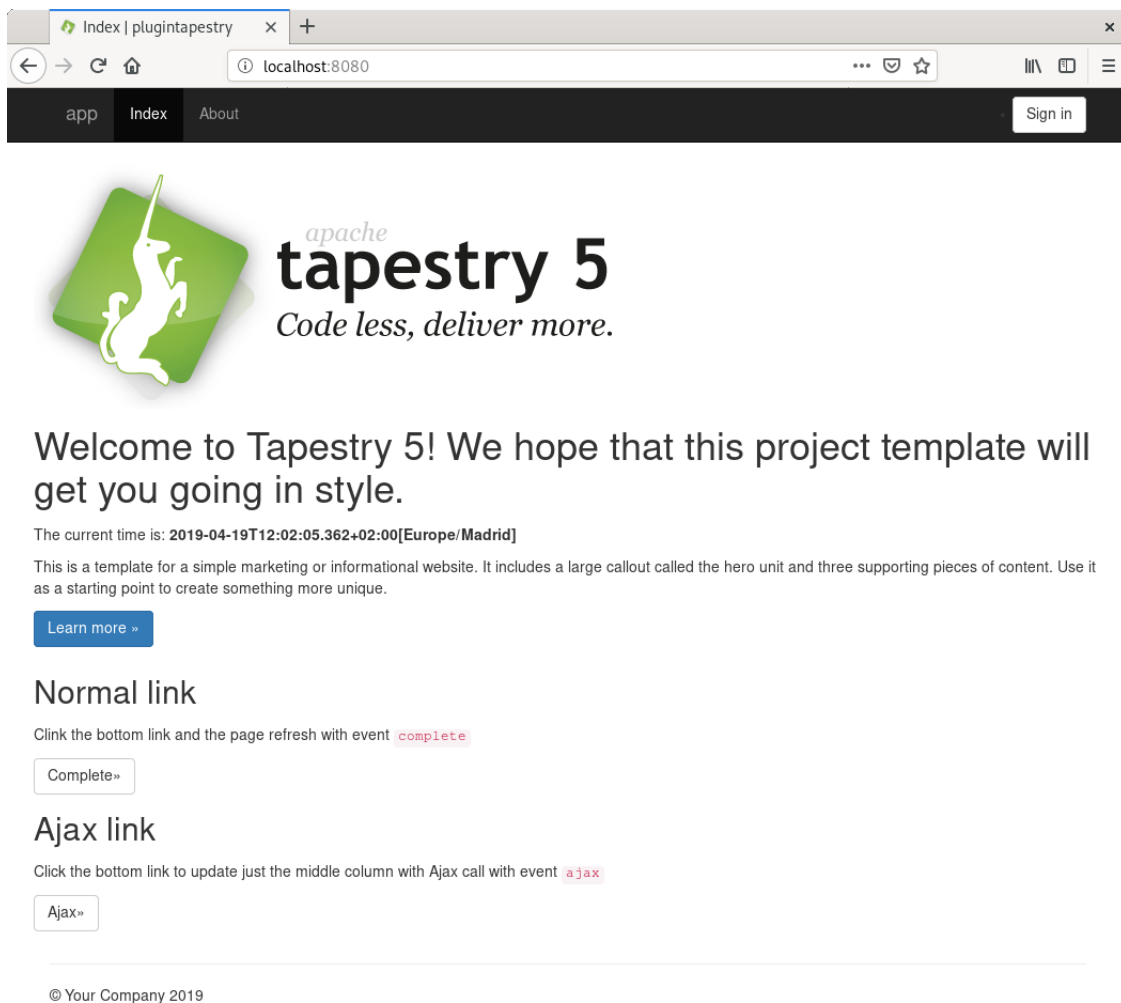 Index | plugintapestry
localhost:8080
app Index About Sign in
apache
tapestry 5
Code less, deliver more.
Welcome to Tapestry 5! We hope that this project template will
get you going in style.
The current time is: 2019-04-19T12:02:05.362+02:00[Europe/Madrid]
This is a template for a simple marketing or informational website. It includes a large callout called the hero unit and three supporting pieces of content. Use it
as a starting point to create something more unique.
Learn more »
Normal link
Clink the bottom link and the page refresh with event complete
Complete»
Ajax link
Click the bottom link to update just the middle column with Ajax call with event ajax
Ajax»
© Your Company 2019